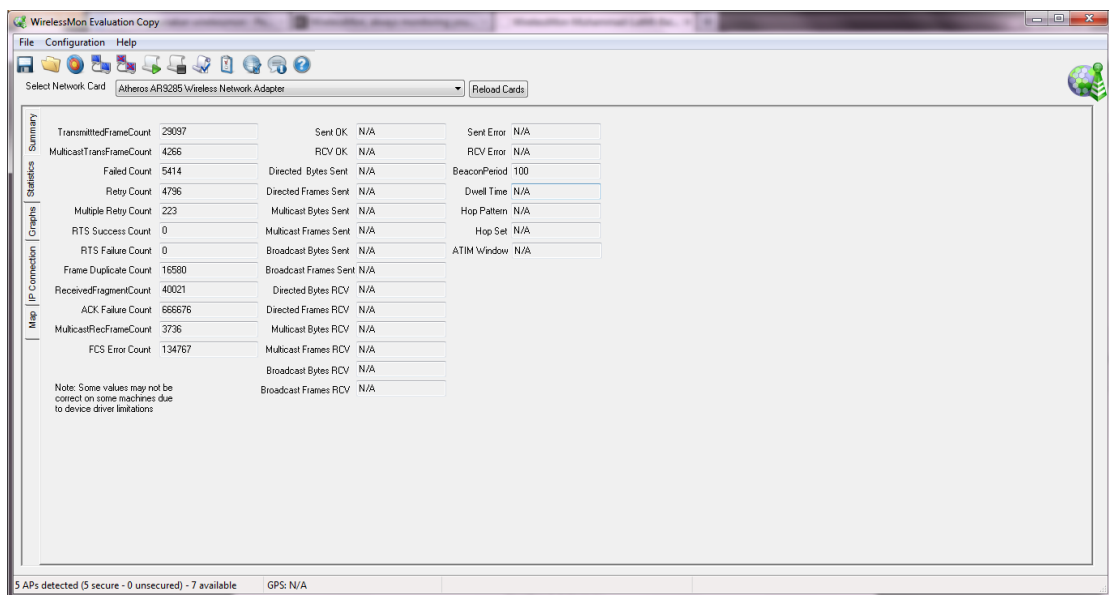 WirelessMon Evaluation Copy
File Configuration Help
Select Network Card Atheros AR9285 Wireless Network Adapter Reload Cards
Summary
Statistics
Graphs
IP Connection
Map
TransmitttedFrameCount 29097
MulticastTransFrameCount 4266
Failed Count 5414
Retry Count 4796
Multiple Retry Count 223
RTS Success Count 0
RTS Failure Count 0
Frame Duplicate Count 16580
ReceivedFragmentCount 40021
ACK Failure Count 666676
MulticastRecFrameCount 3736
FCS Error Count 134767
Note: Some values may not be
correct on some machines due
to device driver limitations
Sent OK N/A
RCV OK N/A
Directed Bytes Sent N/A
Directed Frames Sent N/A
Multicast Bytes Sent N/A
Multicast Frames Sent N/A
Broadcast Bytes Sent N/A
Broadcast Frames Sent N/A
Directed Bytes RCV N/A
Directed Frames RCV N/A
Multicast Bytes RCV N/A
Multicast Frames RCV N/A
Broadcast Bytes RCV N/A
Broadcast Frames RCV N/A
Sent Error N/A
RCV Error N/A
BeaconPeriod 100
Dwell Time N/A
Hop Pattern N/A
Hop Set N/A
ATIM Window N/A
5 APs detected (5 secure - 0 unsecured) - 7 available GPS: N/A